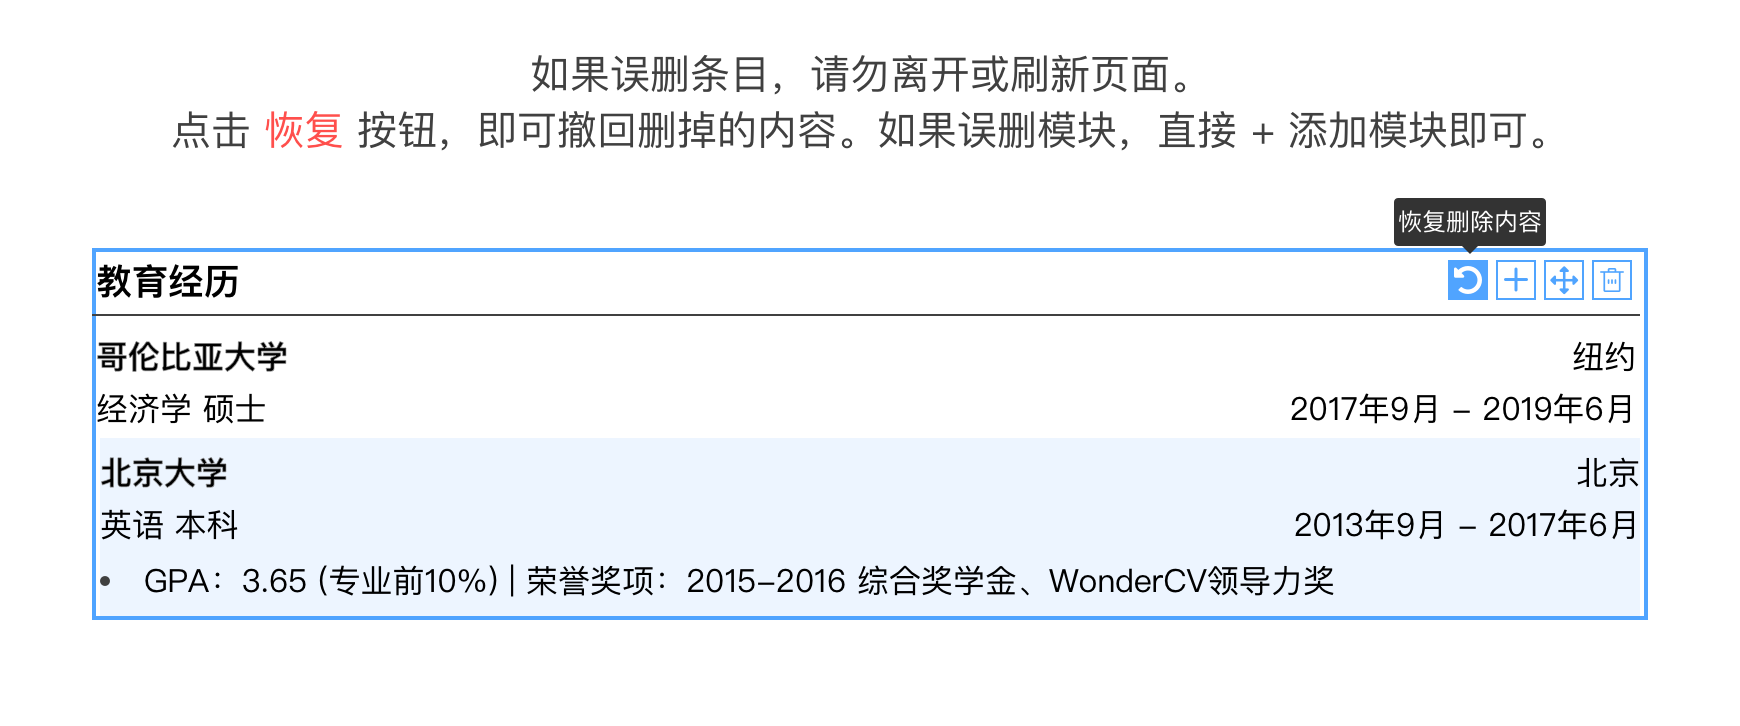 如果误删条目，请勿离开或刷新页面。
点击 恢复 按钮，即可撤回删掉的内容。如果误删模块，直接 + 添加模块即可。
恢复删除内容
教育经历
哥伦比亚大学 纽约
经济学 硕士 2017年9月 – 2019年6月
北京大学 北京
英语 本科 2013年9月 – 2017年6月
• GPA：3.65 (专业前10%) | 荣誉奖项：2015–2016 综合奖学金、WonderCV领导力奖